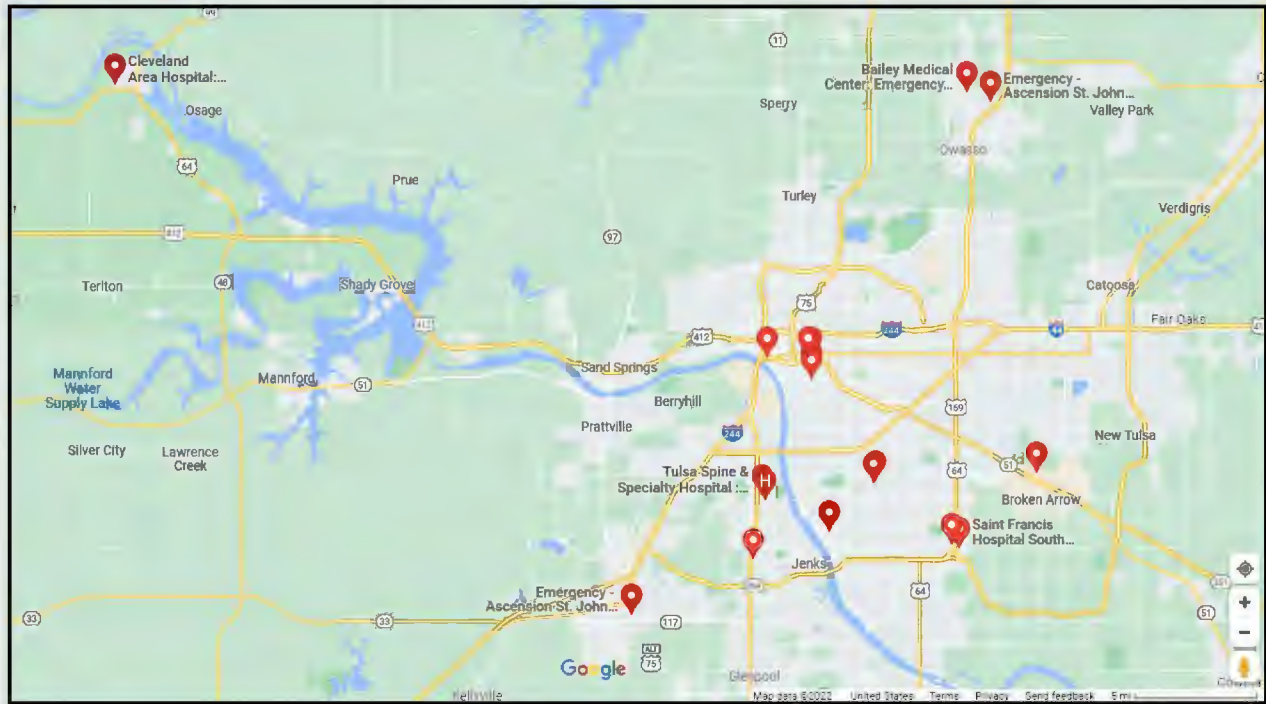 99
Cleveland
Area Hospital:...
Osage
64
Prue
11
Bailey Medical
Center: Emergency...
Emergency -
Ascension St. John...
Sperry
Valley Park
Owasso
Turley
Verdigris
412
97
48
Terlton
Shady Grove
75
Catoosa
412
412
244
44
Fair Oaks
Mannford
Water
Supply Lake
Mannford
51
Sand Springs
Berryhill
169
Prattville
244
New Tulsa
Silver City
Lawrence
Creek
Tulsa Spine &
Specialty Hospital :...
H
64
51
Broken Arrow
Saint Francis
Hospital South...
Jenks
Emergency -
Ascension St. John...
64
51
33
33
117
ALT
75
Google
Glenpool
Kellyville
Map data ©2022 United States Terms Privacy Send feedback 5 mi